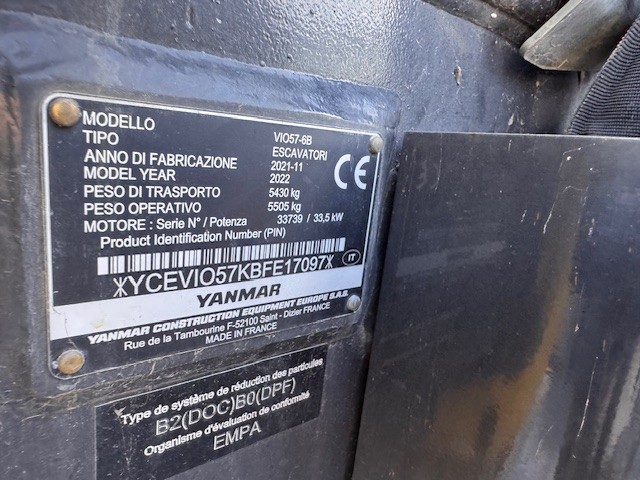 MODELLO VIO57-6B
TIPO ESCAVATORI
ANNO DI FABRICAZIONE 2021-11
MODEL YEAR 2022
PESO DI TRASPORTO 5430 kg
PESO OPERATIVO 5505 kg
MOTORE : Serie N° / Potenza 33739 / 33,5 kW
Product Identification Number (PIN)
CE
YCEVIO57KBFE17097
IT
YANMAR
YANMAR CONSTRUCTION EQUIPMENT EUROPE S.A.S.
Rue de la Tambourine F-52100 Saint - Dizier FRANCE
MADE IN FRANCE
Type de système de réduction des particules
B2(DOC)B0(DPF)
Organisme d'évaluation de conformité
EMPA